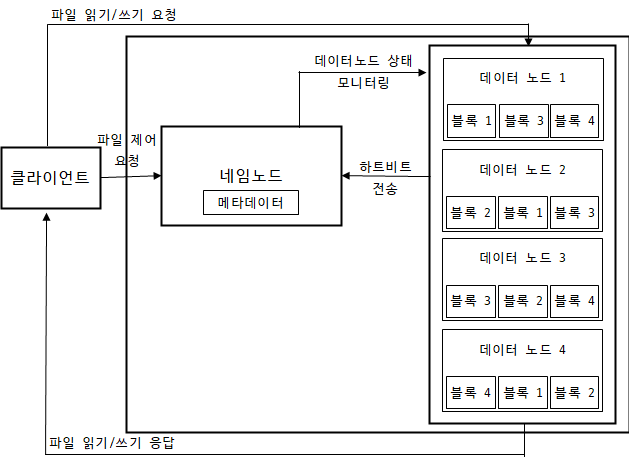 파일 읽기/쓰기 요청
데이터노드 상태
모니터링
데이터 노드 1
블록 1
블록 3
블록 4
파일 제어
요청
클라이언트
네임노드
메타데이터
하트비트
전송
데이터 노드 2
블록 2
블록 1
블록 3
데이터 노드 3
블록 3
블록 2
블록 4
데이터 노드 4
블록 4
블록 1
블록 2
파일 읽기/쓰기 응답